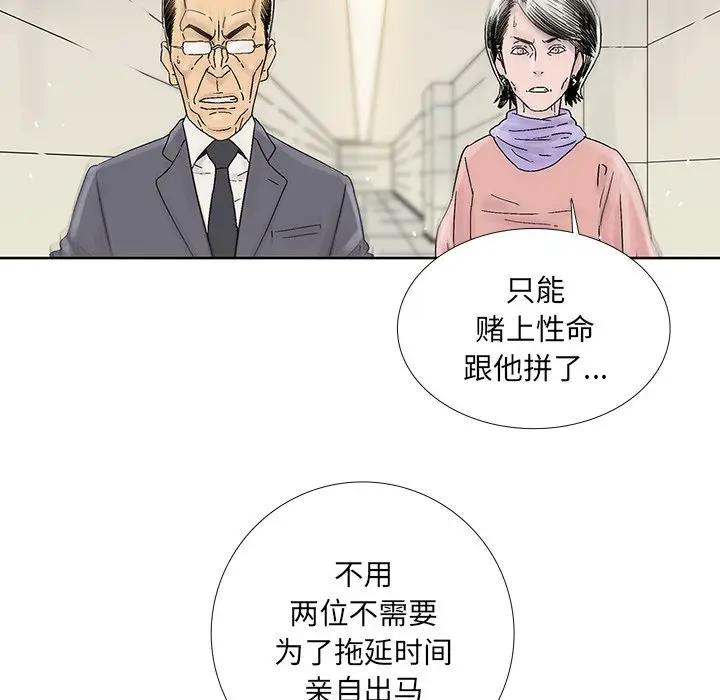 只能
赌上性命
跟他拼了...
不用
两位不需要
为了拖延时间
亲自出马